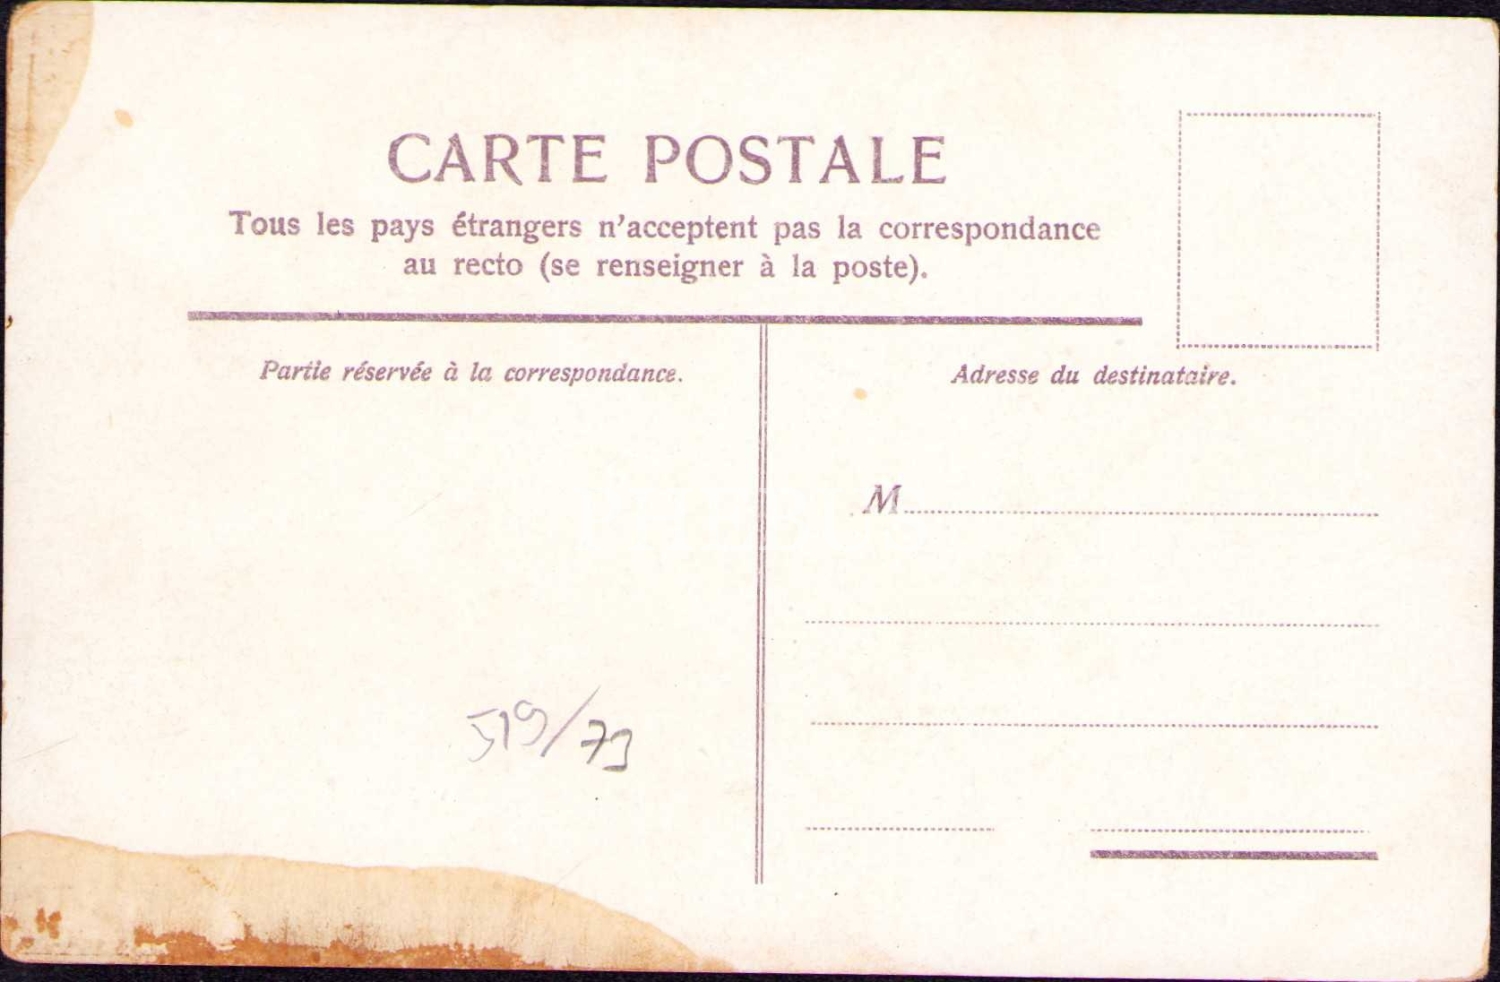 CARTE POSTALE
Tous les pays étrangers n'acceptent pas la correspondance
au recto (se renseigner à la poste).
Partie réservée à la correspondance.
Adresse du destinataire.
M
519/73